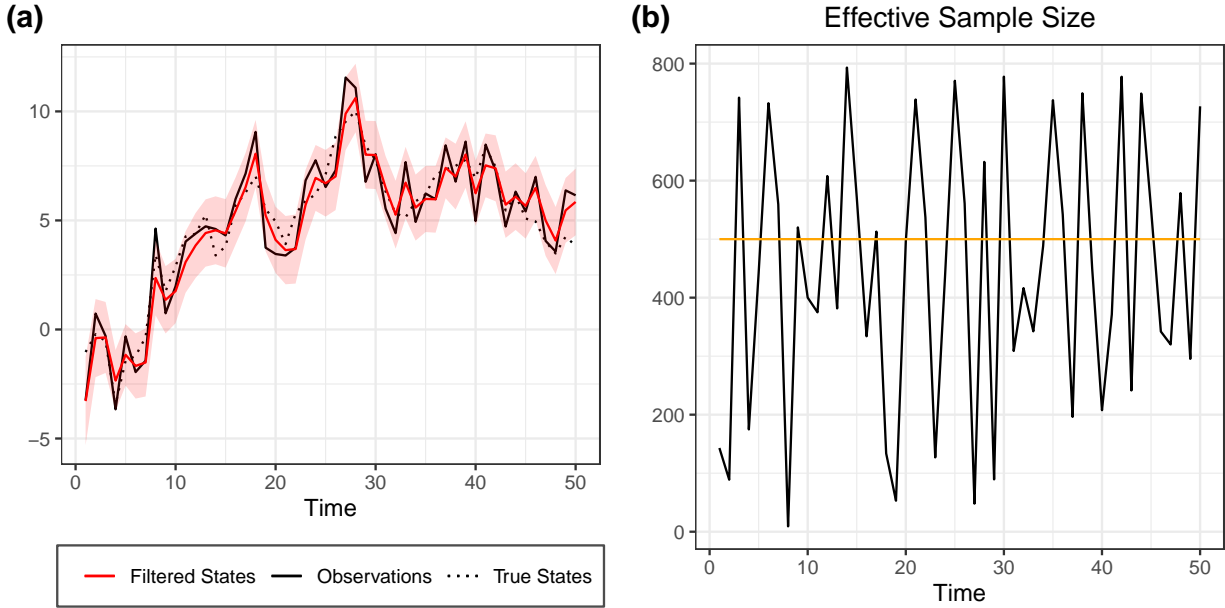 (a)
10
5
0
−5
0 10 20 30 40 50
Time
Filtered States Observations True States
(b)
Effective Sample Size
800
600
400
200
0
0 10 20 30 40 50
Time